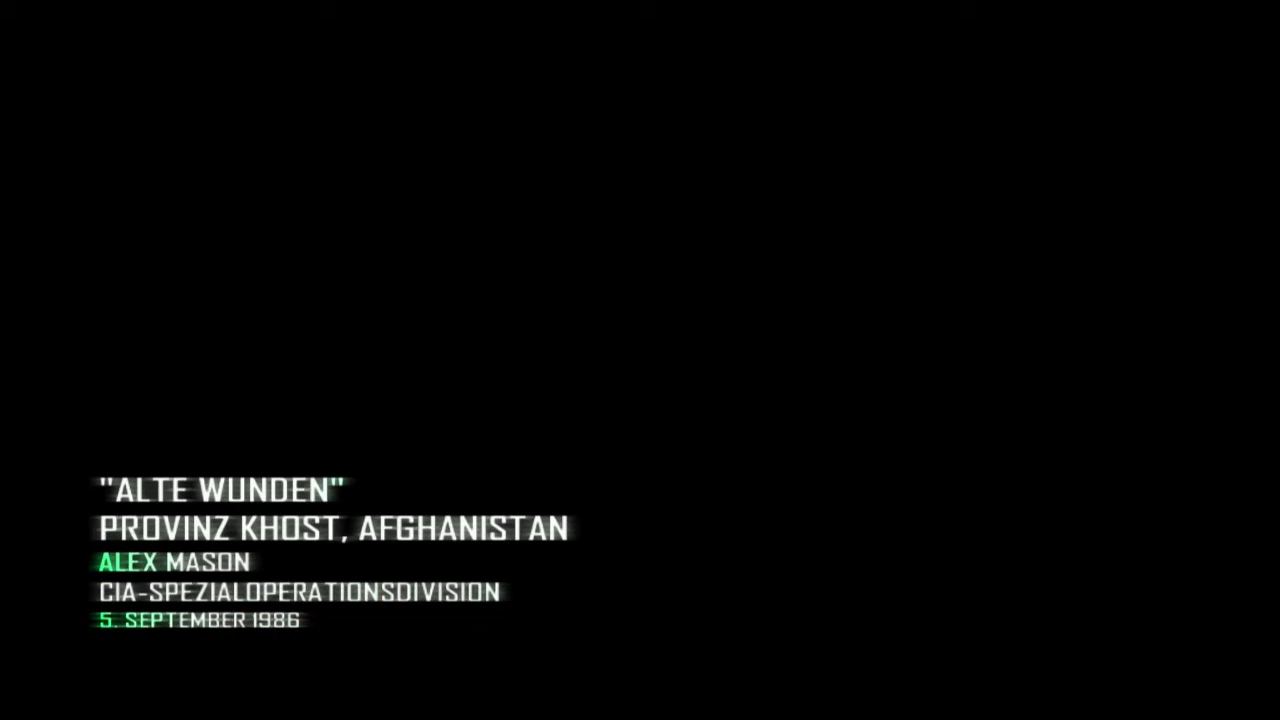 "ALTE WUNDEN"
PROVINZ KHOST, AFGHANISTAN
ALEX MASON
CIA-SPEZIALOPERATIONSDIVISION
5. SEPTEMBER 1986